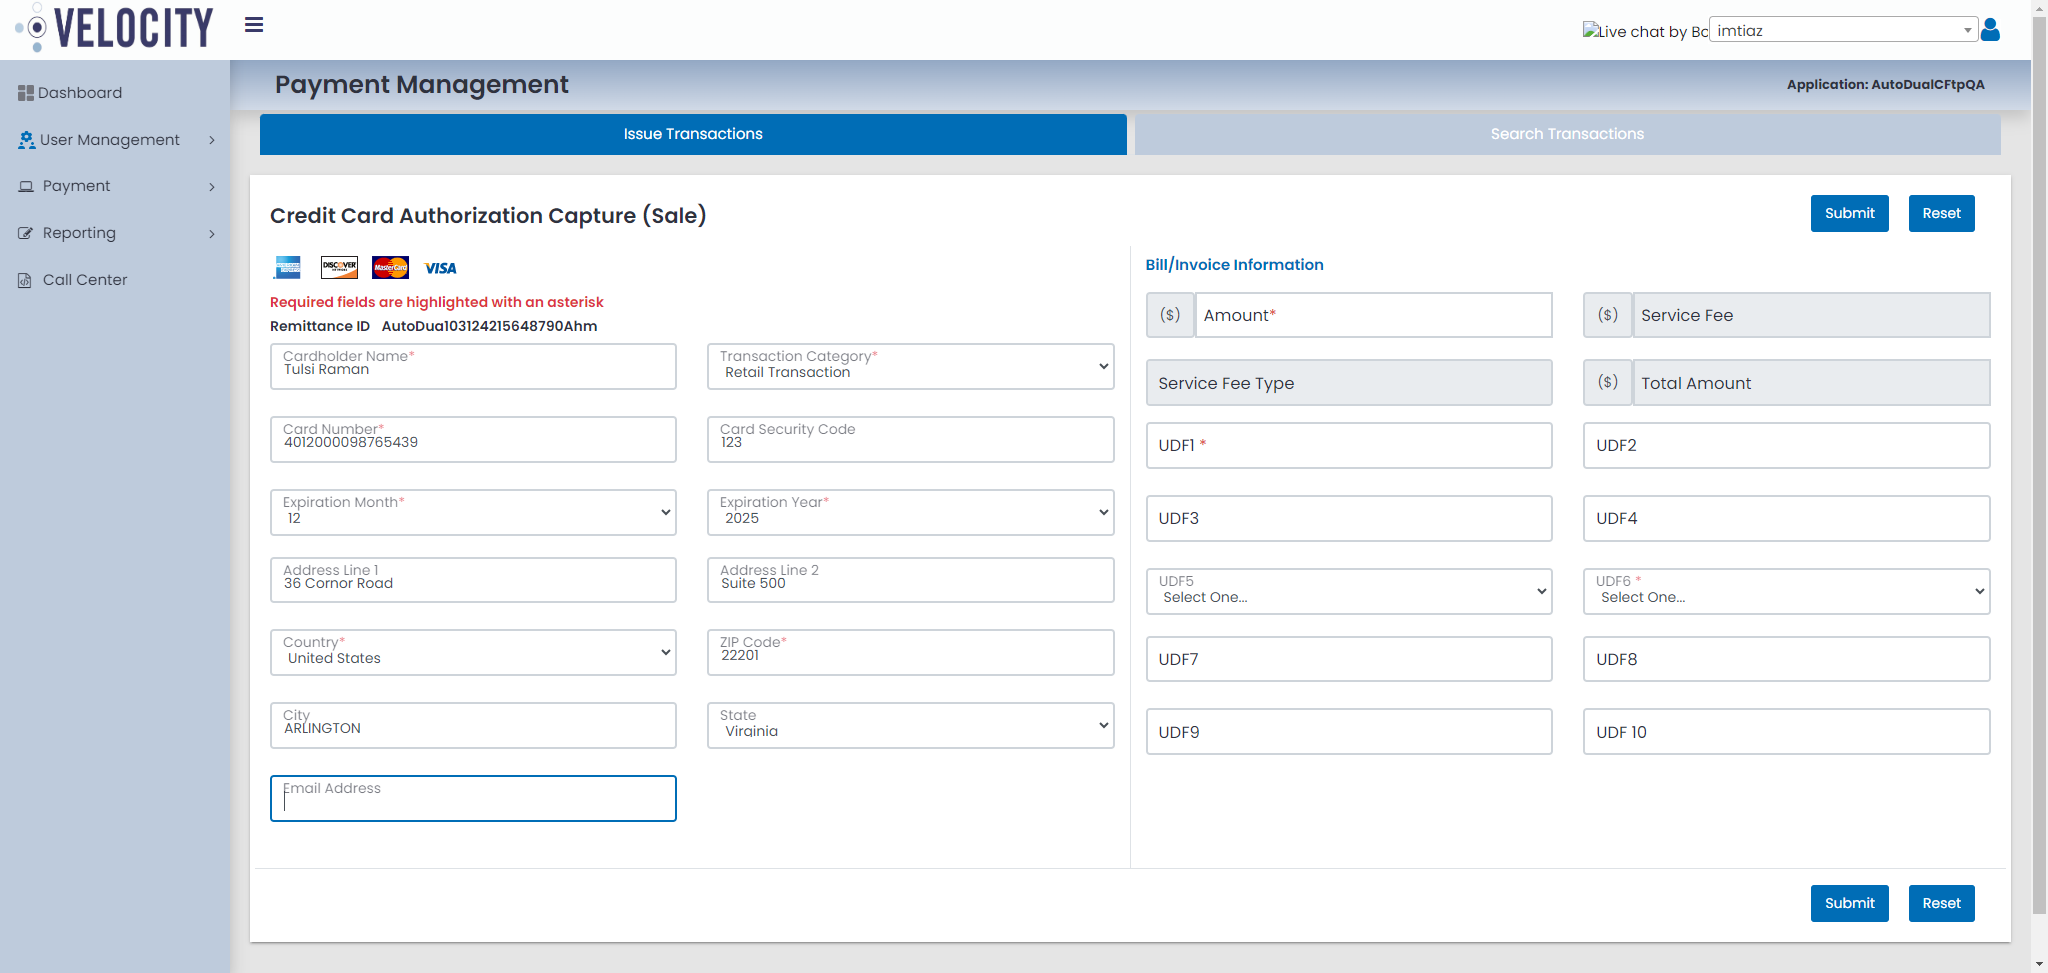 VELOCITY
Live chat by Bo
imtiaz
Dashboard
User Management
Payment
Reporting
Call Center
Payment Management
Application: AutoDualCFtpQA
Issue Transactions
Search Transactions
Credit Card Authorization Capture (Sale)
Submit
Reset
AMERICAN EXPRESS
DISCOVER
NETWORK
MasterCard
VISA
Required fields are highlighted with an asterisk
Remittance ID AutoDua103124215648790Ahm
Cardholder Name*
Tulsi Raman
Transaction Category*
Retail Transaction
Card Number*
4012000098765439
Card Security Code
123
Expiration Month*
12
Expiration Year*
2025
Address Line 1
36 Cornor Road
Address Line 2
Suite 500
Country*
United States
ZIP Code*
22201
City
ARLINGTON
State
Virginia
Email Address
Bill/Invoice Information
($) Amount*
($) Service Fee
Service Fee Type
($) Total Amount
UDF1 *
UDF2
UDF3
UDF4
UDF5
Select One...
UDF6 *
Select One...
UDF7
UDF8
UDF9
UDF 10
Submit
Reset